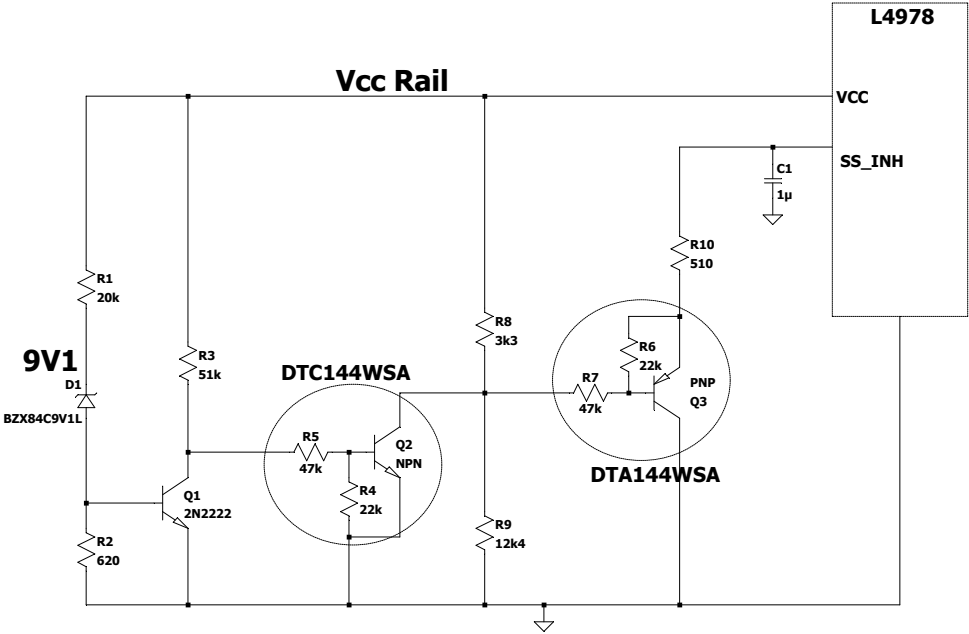 L4978
Vcc Rail
VCC
SS_INH
C1
1µ
R10
510
R1
20k
R8
3k3
9V1
D1
BZX84C9V1L
R3
51k
DTC144WSA
R6
22k
R7
47k
PNP
Q3
R5
47k
Q2
NPN
DTA144WSA
R4
22k
Q1
2N2222
R2
620
R9
12k4